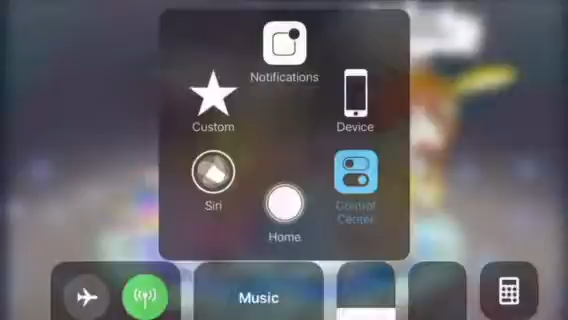 Notifications
Custom
Device
Siri
Control
Center
Home
Music